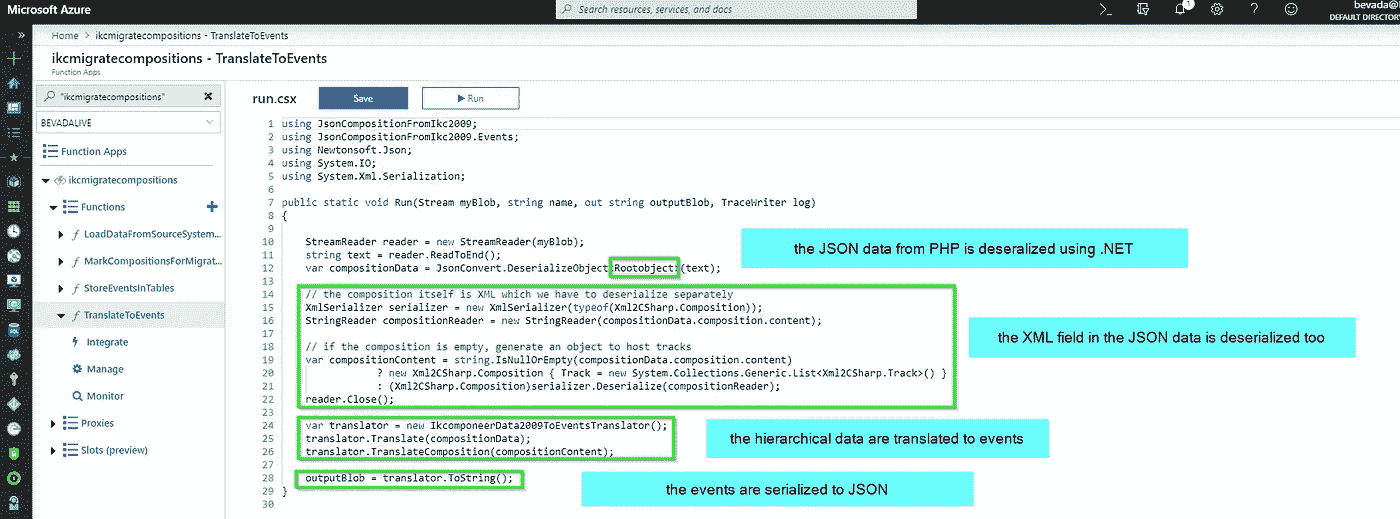 Microsoft Azure
Search resources, services, and docs
1
bevada@
DEFAULT DIRECTORY
Home > ikcmigratecompositions - TranslateToEvents
ikcmigratecompositions - TranslateToEvents
Function Apps
"ikcmigratecompositions"
BEVADALIVE
Function Apps
ikcmigratecompositions
Functions
LoadDataFromSourceSystem...
MarkCompositionsForMigrat...
StoreEventsInTables
TranslateToEvents
Integrate
Manage
Monitor
Proxies
Slots (preview)
run.csx
Save
Run
1 using JsonCompositionFromIkc2009;
2 using JsonCompositionFromIkc2009.Events;
3 using Newtonsoft.Json;
4 using System.IO;
5 using System.Xml.Serialization;
6
7 public static void Run(Stream myBlob, string name, out string outputBlob, TraceWriter log)
8 {
9
10 StreamReader reader = new StreamReader(myBlob);
11 string text = reader.ReadToEnd();
12 var compositionData = JsonConvert.DeserializeObject<Rootobject>(text);
13
14 // the composition itself is XML which we have to deserialize separately
15 XmlSerializer serializer = new XmlSerializer(typeof(Xml2CSharp.Composition));
16 StringReader compositionReader = new StringReader(compositionData.composition.content);
17
18 // if the composition is empty, generate an object to host tracks
19 var compositionContent = string.IsNullOrEmpty(compositionData.composition.content)
20 ? new Xml2CSharp.Composition { Track = new System.Collections.Generic.List<Xml2CSharp.Track>() }
21 : (Xml2CSharp.Composition)serializer.Deserialize(compositionReader);
22 reader.Close();
23
24 var translator = new IkcomponeerData2009ToEventsTranslator();
25 translator.Translate(compositionData);
26 translator.TranslateComposition(compositionContent);
27
28 outputBlob = translator.ToString();
29 }
30
the JSON data from PHP is deseralized using .NET
the XML field in the JSON data is deserialized too
the hierarchical data are translated to events
the events are serialized to JSON